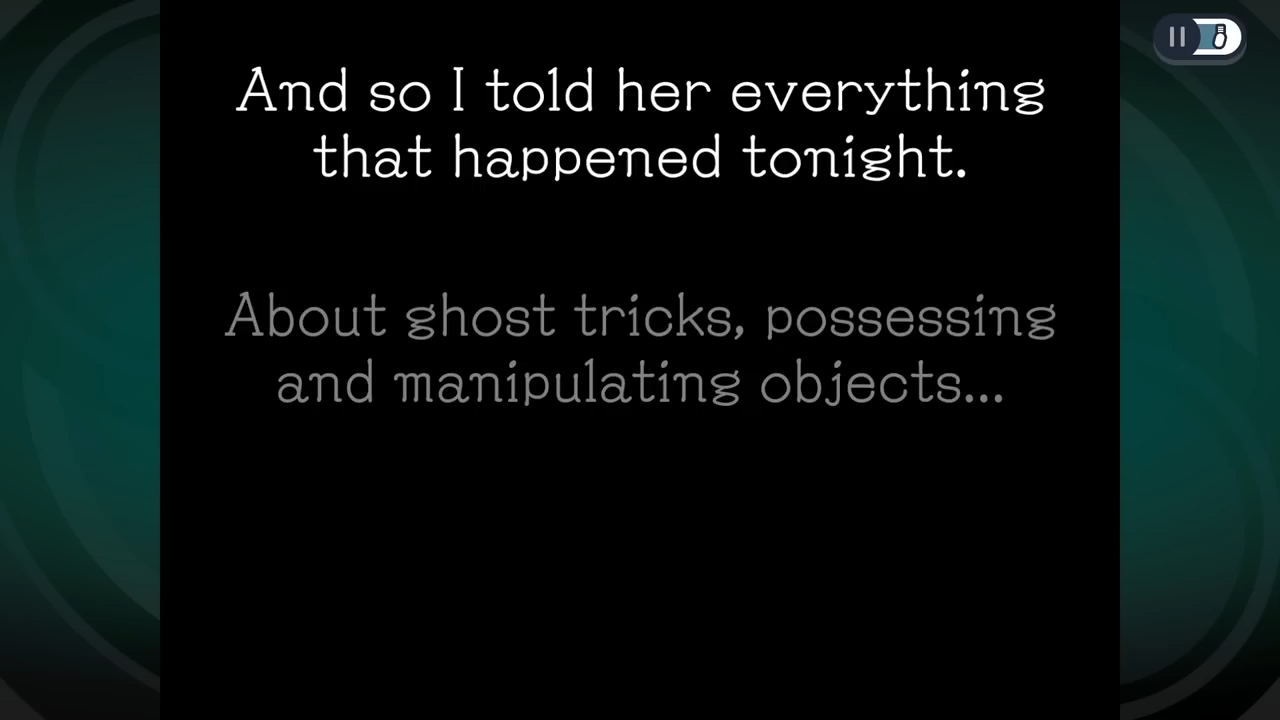 And so I told her everything
that happened tonight.
About ghost tricks, possessing
and manipulating objects...